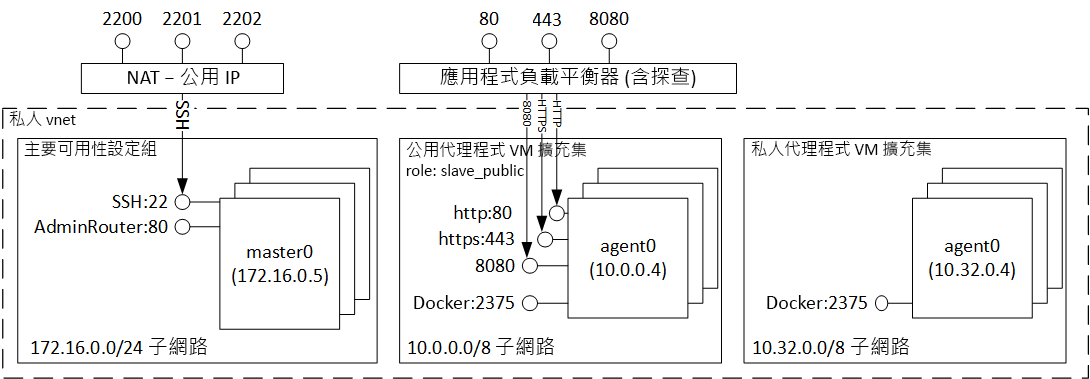 2200
2201
2202
80
443
8080
NAT – 公用 IP
應用程式負載平衡器 (含探查)
SSH
8080
HTTPs
HTTP
私人 vnet
主要可用性設定組
SSH:22
AdminRouter:80
master0
(172.16.0.5)
172.16.0.0/24 子網路
公用代理程式 VM 擴充集
role: slave_public
http:80
https:443
8080
Docker:2375
agent0
(10.0.0.4)
10.0.0.0/8 子網路
私人代理程式 VM 擴充集
Docker:2375
agent0
(10.32.0.4)
10.32.0.0/8 子網路